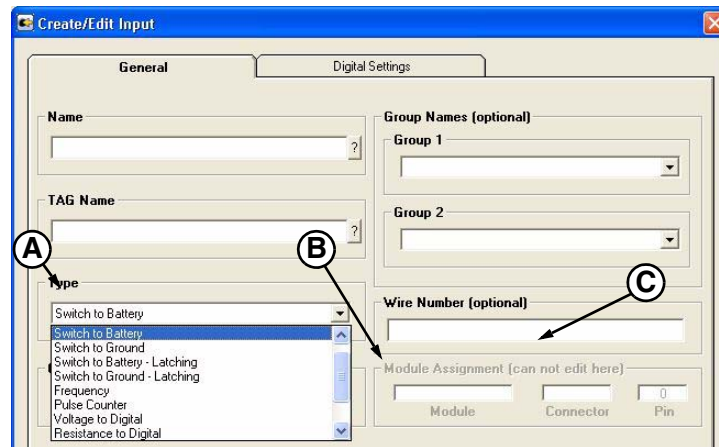 Create/Edit Input
General
Digital Settings
Name
?
TAG Name
?
A
Type
Switch to Battery
Switch to Battery
Switch to Ground
Switch to Battery - Latching
Switch to Ground - Latching
Frequency
Pulse Counter
Voltage to Digital
Resistance to Digital
Group Names (optional)
Group 1
Group 2
B
C
Wire Number (optional)
Module Assignment (can not edit here)
0
Module Connector Pin